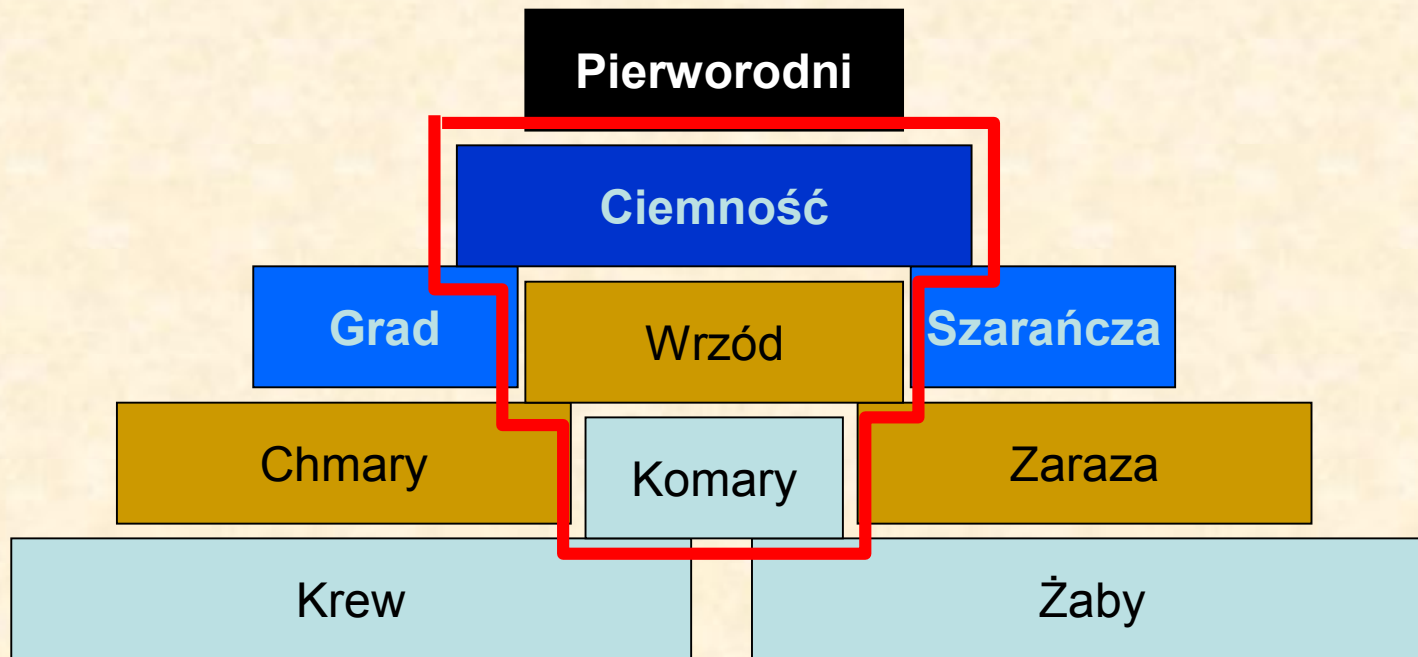 Pierworodni
Ciemność
Grad
Wrzód
Szarańcza
Chmary
Komary
Zaraza
Krew
Żaby